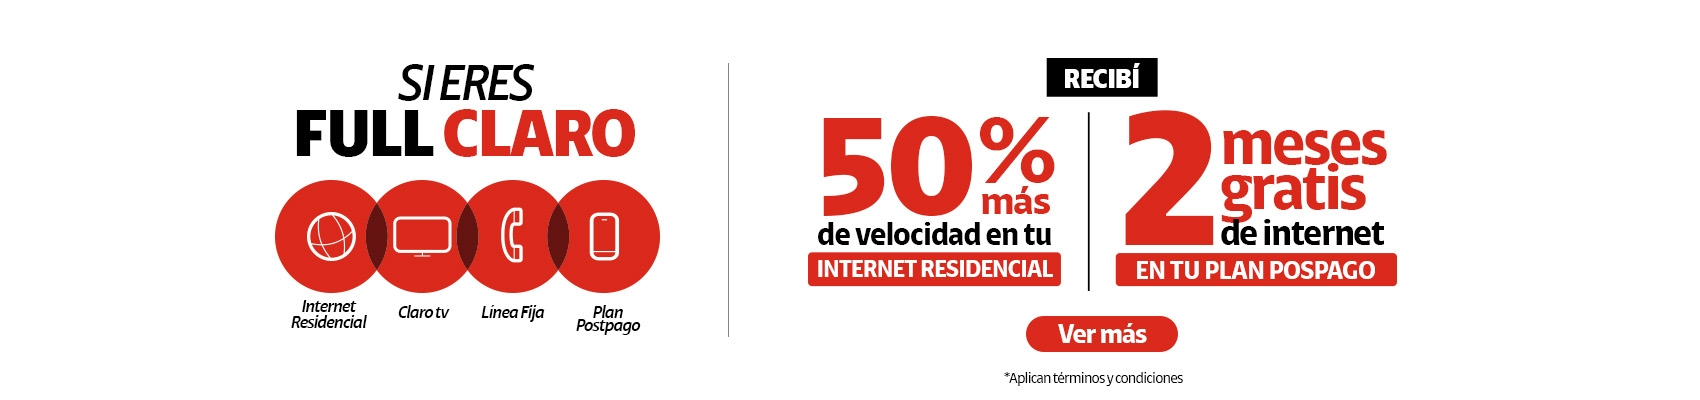 SI ERES
FULL CLARO
Internet
Residencial
Claro tv
Línea Fija
Plan
Postpago
RECIBÍ
50%
más
de velocidad en tu
INTERNET RESIDENCIAL
2 meses
gratis
de internet
EN TU PLAN POSPAGO
Ver más
*Aplican términos y condiciones